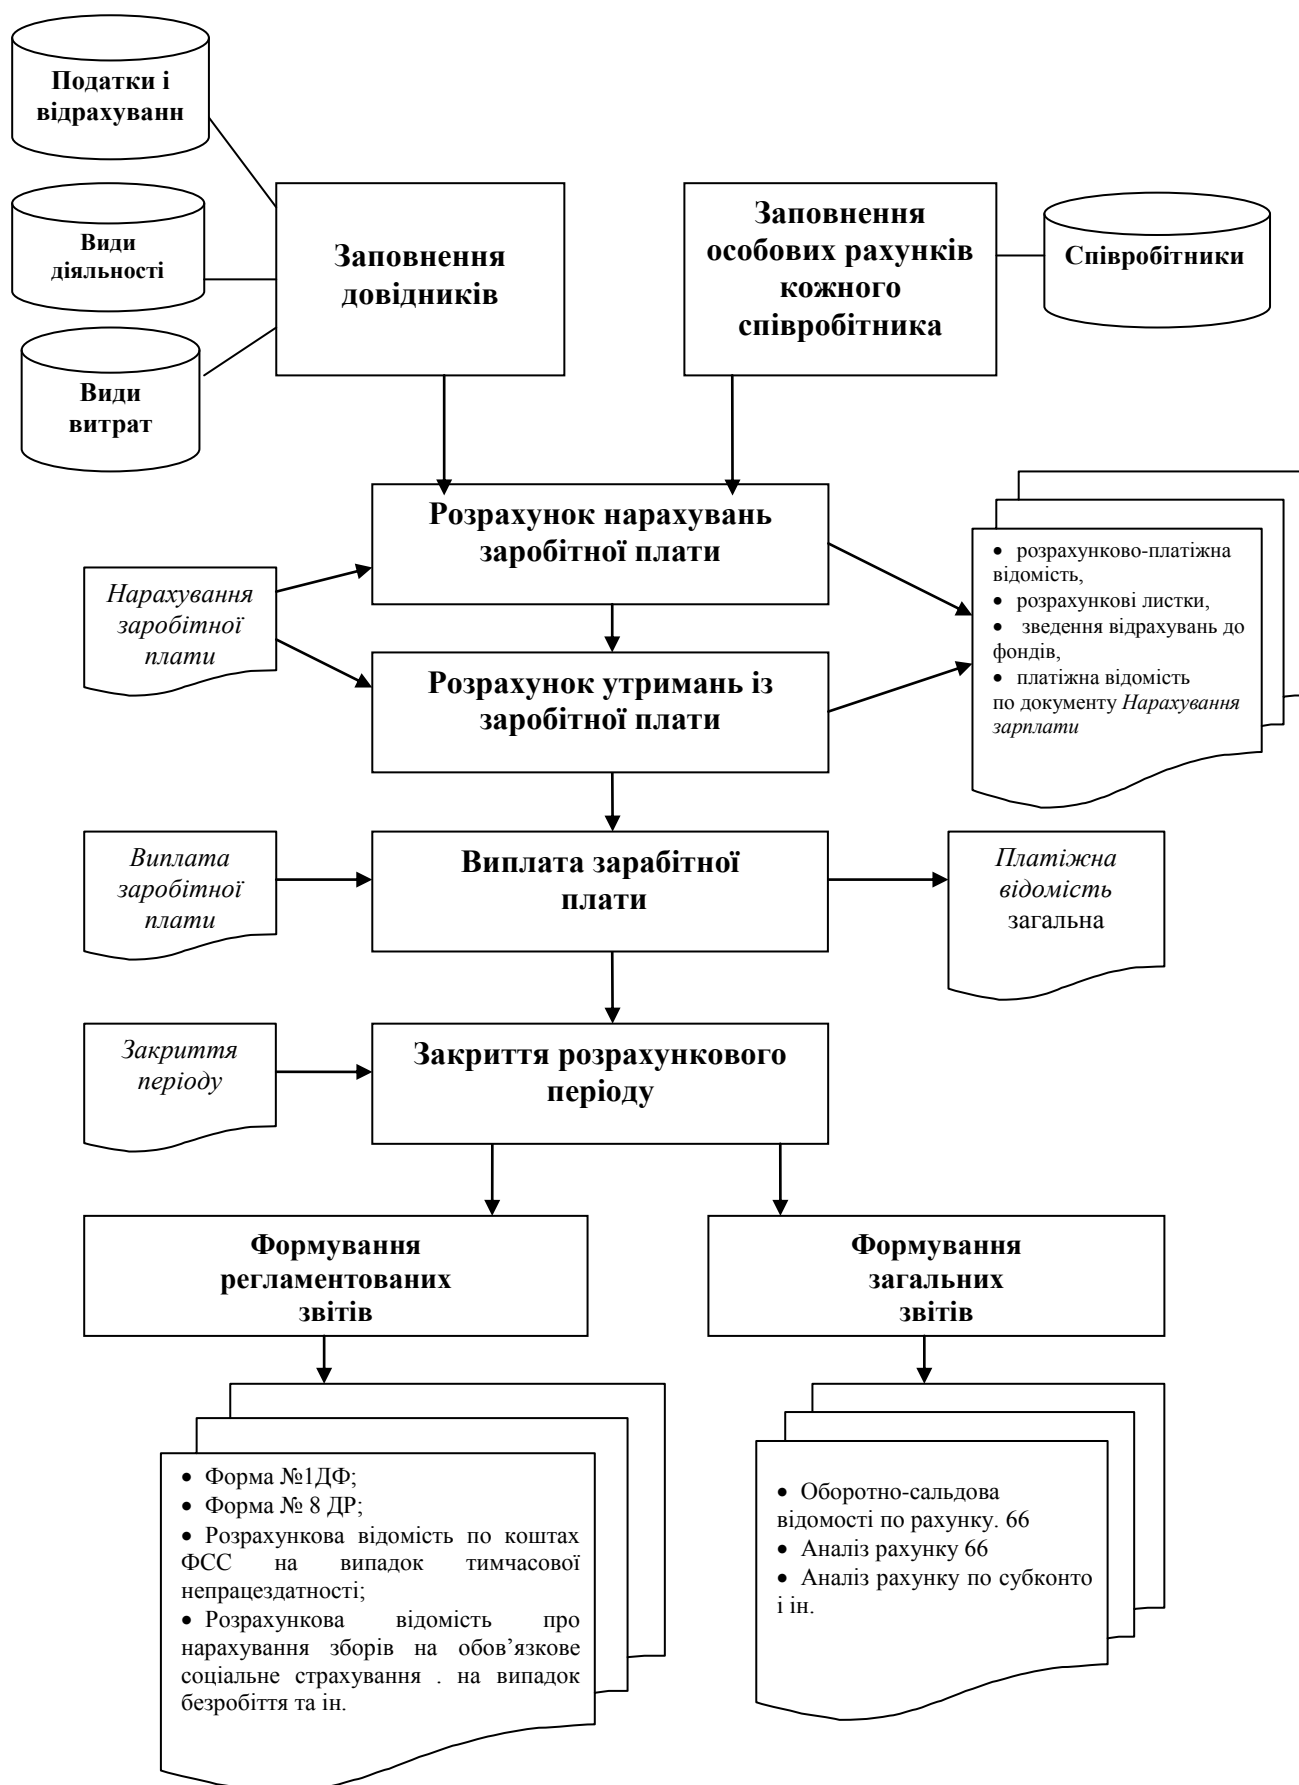 Податки і
відрахуванн
Види
діяльності
Види
витрат
Заповнення
довідників
Заповнення
особових рахунків
кожного
співробітника
Співробітники
Розрахунок нарахувань
заробітної плати
Нарахування
заробітної
плати
Розрахунок утримань із
заробітної плати
• розрахунково-платіжна
відомість,
• розрахункові листки,
• зведення відрахувань до
фондів,
• платіжна відомість
по документу Нарахування
зарплати
Виплата
заробітної
плати
Виплата зарабітної
плати
Платіжна
відомість
загальна
Закриття
періоду
Закриття розрахункового
періоду
Формування
регламентованих
звітів
Формування
загальних
звітів
• Форма №1ДФ;
• Форма № 8 ДР;
• Розрахункова відомість по коштах
ФСС на випадок тимчасової
непрацездатності;
• Розрахункова відомість про
нарахування зборів на обов’язкове
соціальне страхування . на випадок
безробіття та ін.
• Оборотно-сальдова
відомості по рахунку. 66
• Аналіз рахунку 66
• Аналіз рахунку по субконто
і ін.